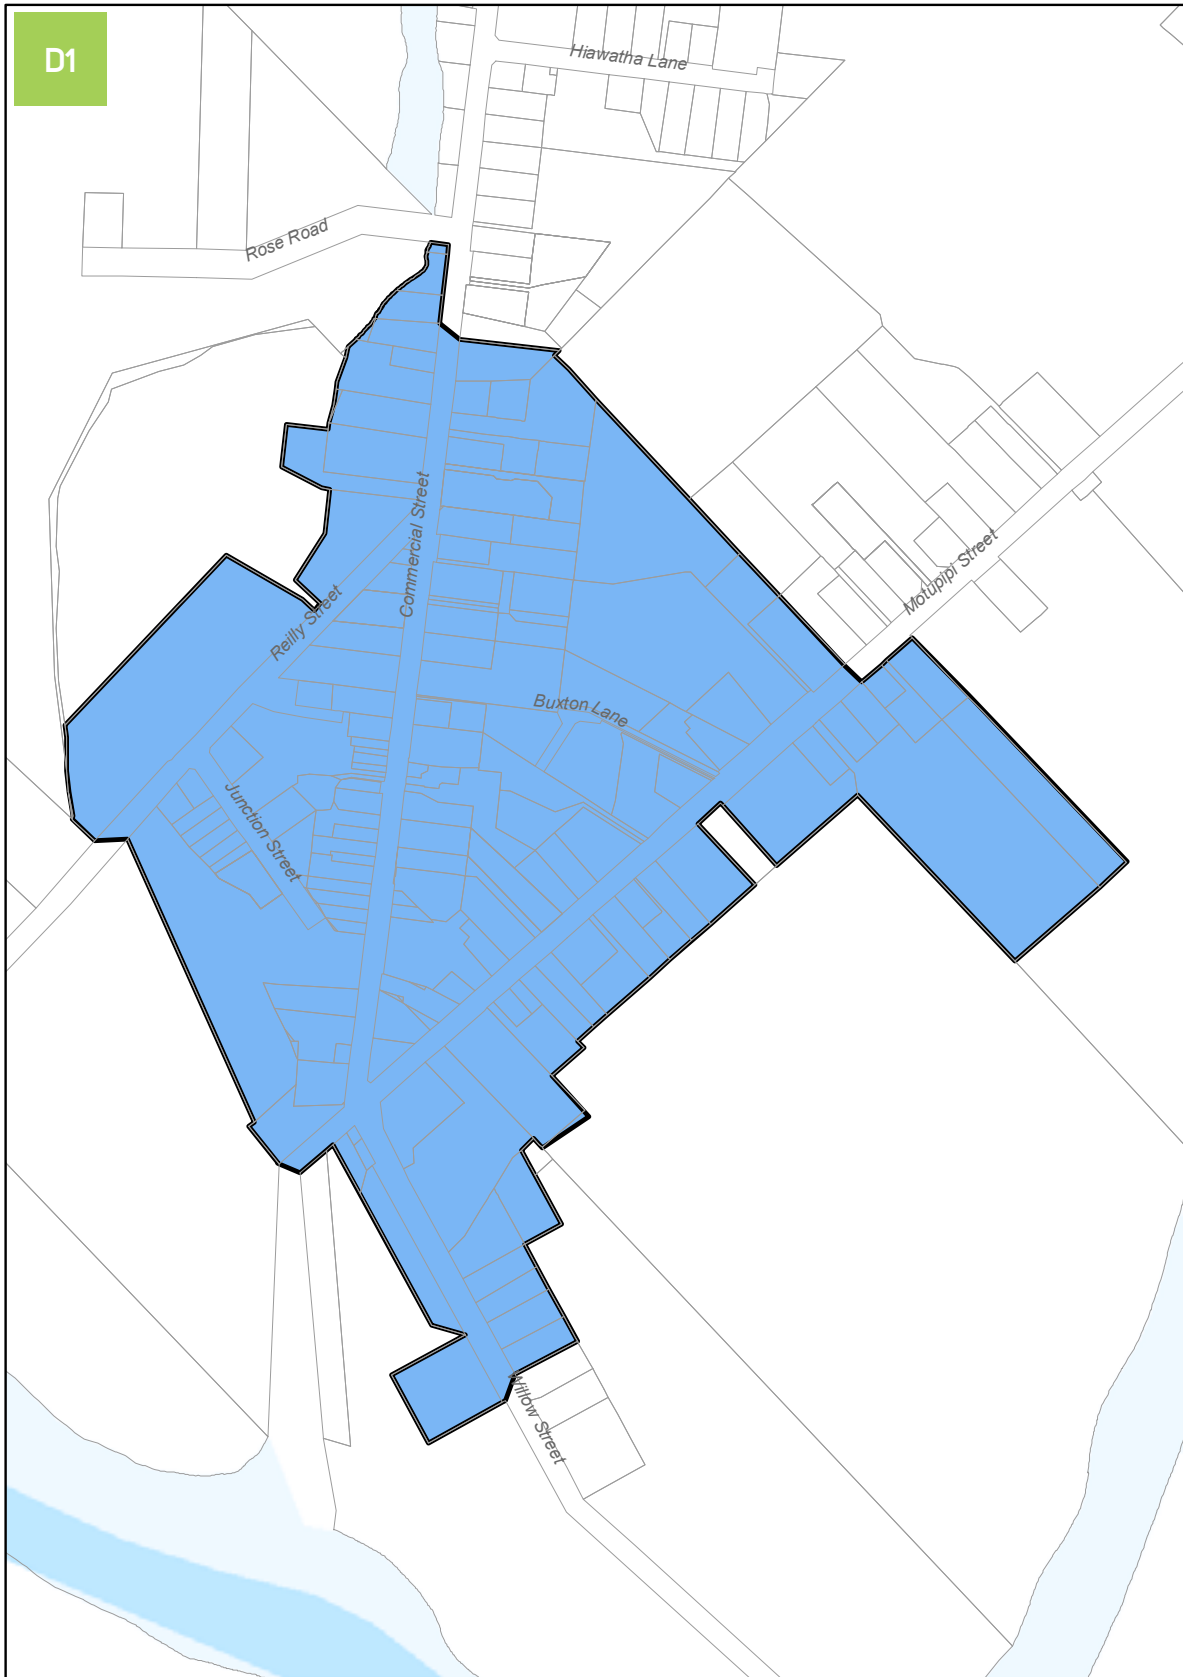 D1
Hiawatha Lane
Rose Road
Commercial Street
Motupipi Street
Reilly Street
Buxton Lane
Junction Street
Willow Street